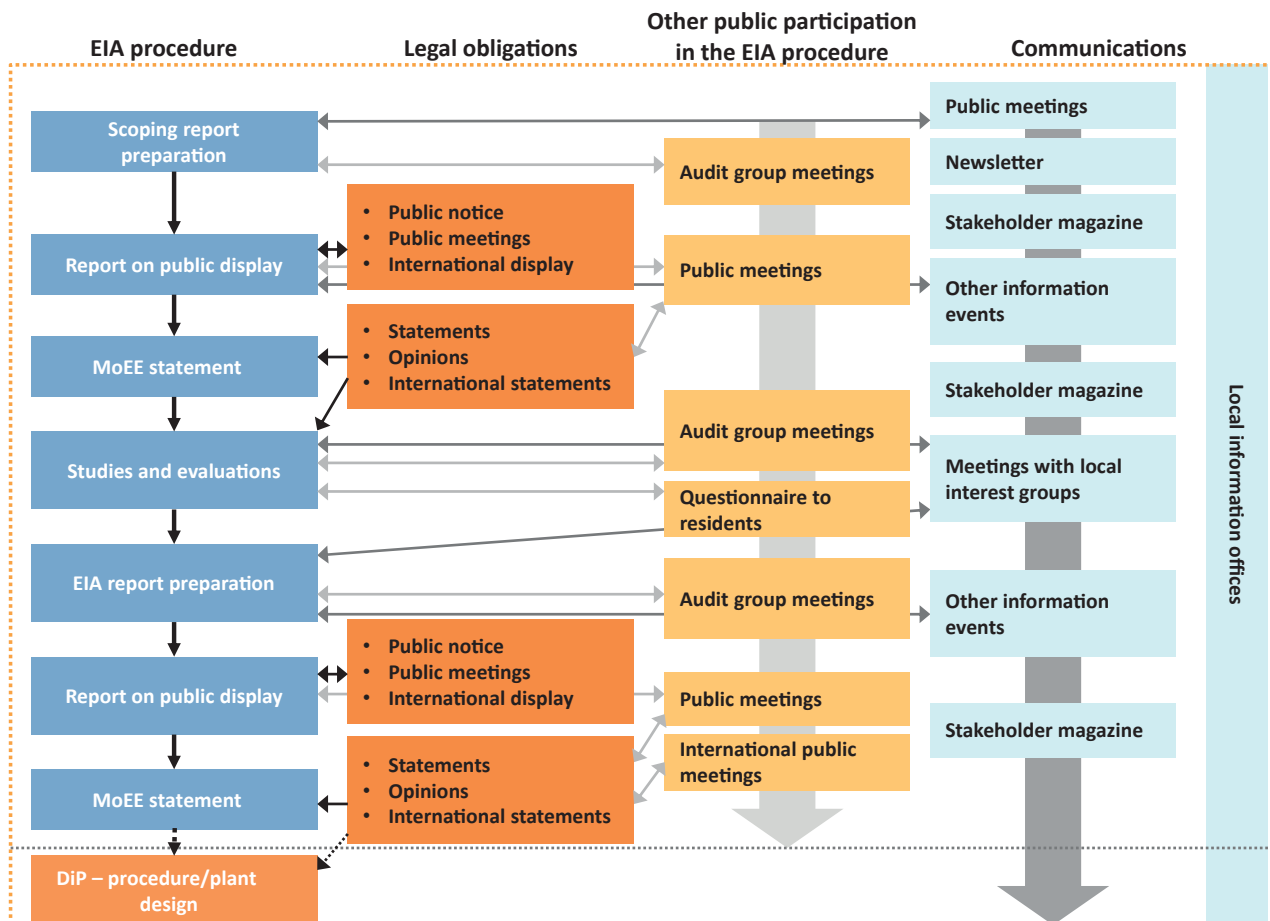 EIA procedure
Legal obligations
Other public participation
in the EIA procedure
Communications
Scoping report
preparation
Report on public display
MoEE statement
Studies and evaluations
EIA report preparation
Report on public display
MoEE statement
DiP – procedure/plant
design
• Public notice
• Public meetings
• International display
• Statements
• Opinions
• International statements
• Public notice
• Public meetings
• International display
• Statements
• Opinions
• International statements
Audit group meetings
Public meetings
Audit group meetings
Questionnaire to
residents
Audit group meetings
Public meetings
International public
meetings
Public meetings
Newsletter
Stakeholder magazine
Other information
events
Stakeholder magazine
Meetings with local
interest groups
Other information
events
Stakeholder magazine
Local information offices